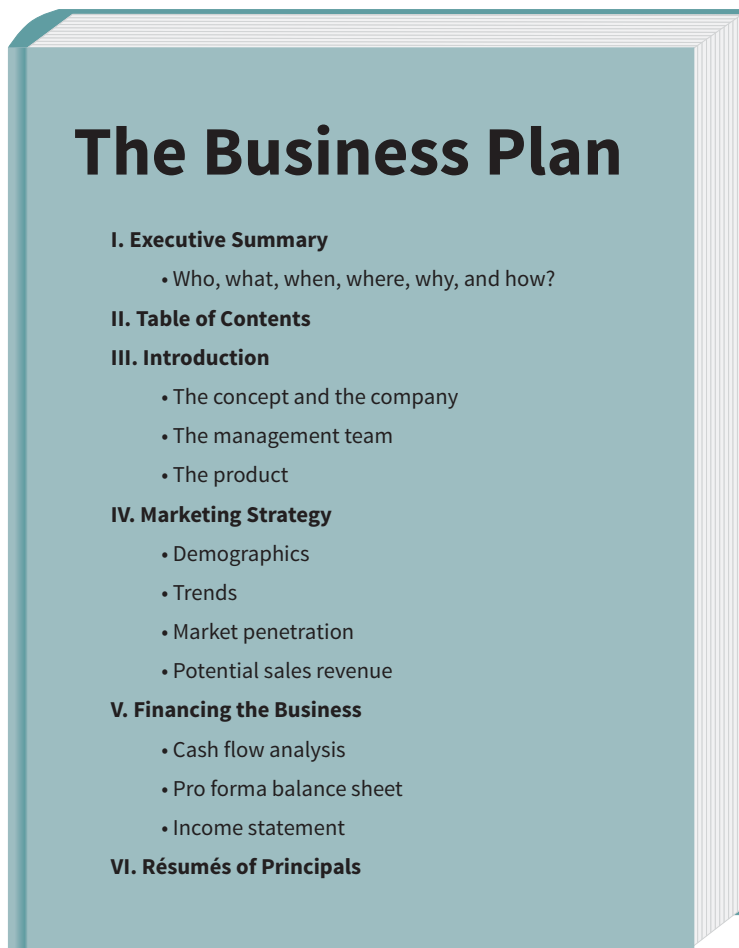 The Business Plan
I. Executive Summary
• Who, what, when, where, why, and how?
II. Table of Contents
III. Introduction
• The concept and the company
• The management team
• The product
IV. Marketing Strategy
• Demographics
• Trends
• Market penetration
• Potential sales revenue
V. Financing the Business
• Cash flow analysis
• Pro forma balance sheet
• Income statement
VI. Résumés of Principals